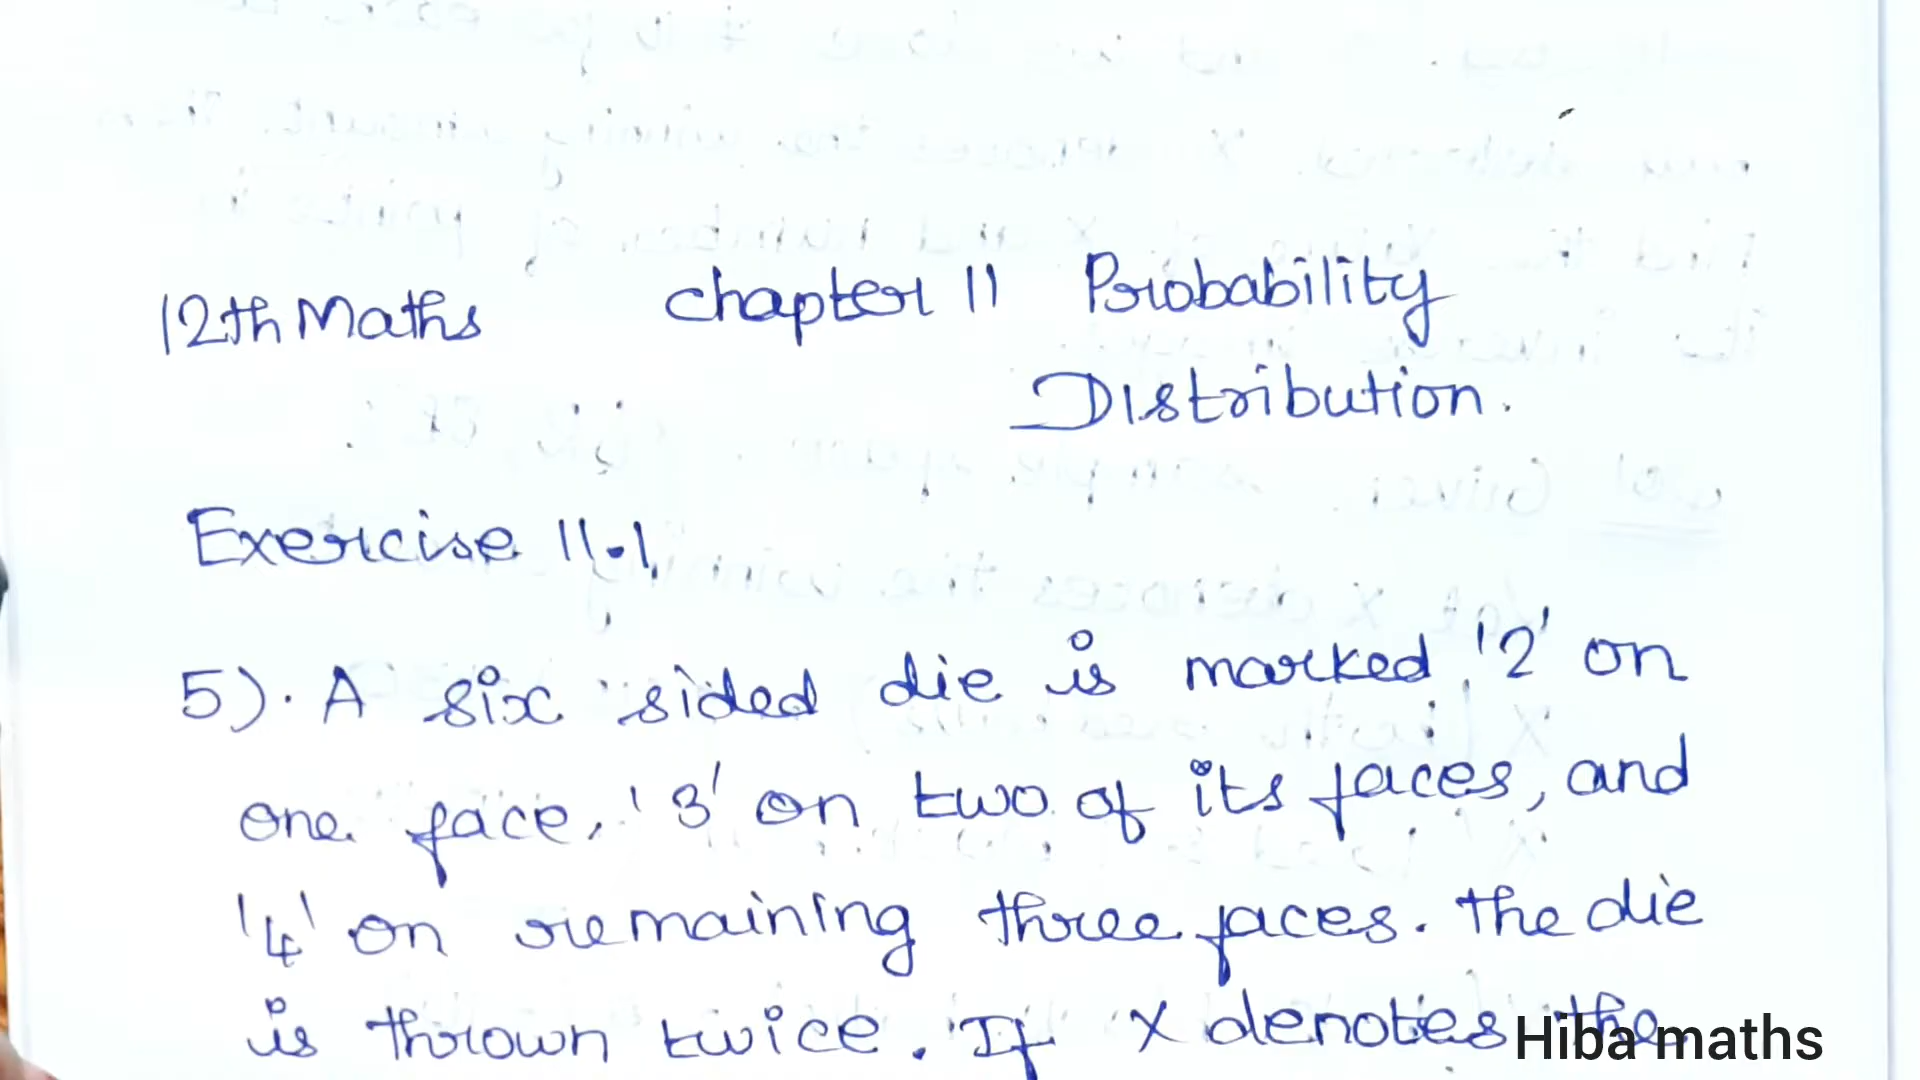 12th Maths chapter 11 Probability
Distribution.
Exercise 11.1
5). A six sided die is marked '2' on
one face, '3' on two of its faces, and
'4' on remaining three faces. The die
is thrown twice. If X denotes the
Hiba maths